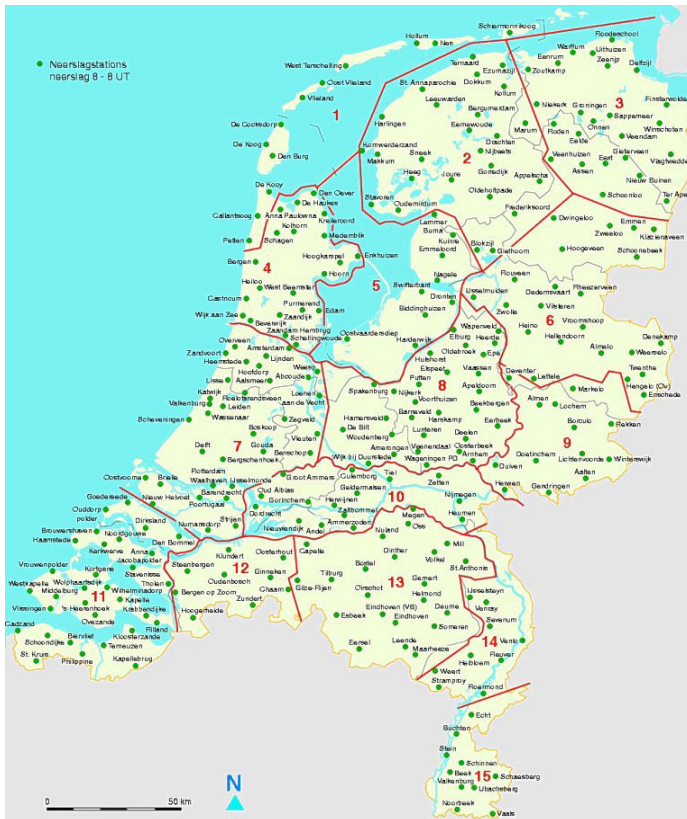 Neerslagstations
neerslag 8 - 8 UT
Schiermonnikoog
Hollum
Nes
Roodeschool
Warffum
Uithuizen
Eenrum
Zeerijp
Delfzijl
Zoutkamp
West Terschelling
Ternaard
Ezumazijl
Dokkum
Kollum
St. Annaparochie
Oost Vlieland
Vlieland
Leeuwarden
1
3
Finsterwolde
Niekerk
Groningen
Sappemeer
Bergumerdam
Harlingen
Eernewoude
Marum
Roden
Onnen
Winschoten
Veendam
De Cocksdorp
De Koog
Den Burg
Kornwerderzand
Makkum
Sneek
2
Drachten
Nijbeets
Eelde
Gieterveen
Veenhuizen
Eext
Vlagtwedde
Assen
Heeg
Joure
Gorredijk
Appelscha
Nieuw Buinen
De Kooy
Den Oever
Stavoren
Oudemirdum
Oldeholtpade
Schoonloo
Ter Apel
De Haukes
Callantsoog
Anna Paulowna
Kreileroord
Lemmer
Frederiksoord
Dwingeloo
Emmen
Kolhorn
Schagen
Medemblik
Buma
Kuinre
Zweeloo
Klazienaveen
Petten
Emmeloord
Blokzijl
Giethoorn
Hoogeveen
Schoonebeek
Bergen
4
Hoogkarspel
Enkhuizen
Hoorn
Nagele
Rouveen
Heiloo
5
Swifterbant
IJsselmuiden
Dedemsvaart
Rheezerveen
West Beemster
Castricum
Purmerend
Edam
Dronten
Zwolle
Vilsteren
6
Wijk aan Zee
Zaandijk
Biddinghuizen
Vroomshoop
Beverwijk
Zaandam Hembrug
Schellingwoude
Oostvaardersdiep
Wapenveld
Heino
Hellendoorn
Denekamp
Overveen
Amsterdam
Harderwijk
Elburg
Heerde
Almelo
Weerselo
Zandvoort
Hulshorst
Oldebroek
Epe
Heemstede
Lijnden
Weesp
Elspeet
Vaassen
Deventer
Twenthe
Hoofdorp
Abcoude
Putten
8
Lettele
Hengelo (Ov)
Lisse
Aalsmeer
Spakenburg
Nijkerk
Apeldoorn
Markelo
Enschede
Katwijk
Roelofarendsveen
Loenen
aan de Vecht
Voorthuizen
Almen
Lochem
Valkenburg
Leiden
Beekbergen
Wassenaar
Zegveld
Hamersveld
Barneveld
Harskamp
Borculo
Rekken
Scheveningen
De Bilt
Eerbeek
Boskoop
Vleuten
Woudenberg
Lunteren
Deelen
9
7
Delft
Gouda
Benschop
Amerongen
Veenendaal
Oosterbeek
Doetinchem
Lichtenvoorde
Winterswijk
Bergschenhoek
Wijk bij Duurstede
Wageningen PD
Arnhem
Duiven
Rotterdam
Aalten
Oostvoorne
Brielle
Waalhaven
IJsselmonde
Groot Ammers
Culemborg
Tiel
Zetten
Herwen
Gendringen
Goedereede
Nieuw Helvoet
Barendrecht
Oud Alblas
Geldermalsen
10
Nijmegen
Poortugaal
Gorinchem
Herwijnen
Ouddorp
polder
Dirksland
Dordrecht
Zaltbommel
Megen
Heumen
Brouwershaven
Noordgouwe
Numansdorp
Strijen
Nieuwendijk
Andel
Ammerzoden
Oss
Haamstede
Den Bommel
Nuland
Kerkwerve
Anna
Jacobapolder
Klundert
12
Oosterhout
Capelle
Dinther
Mill
Vrouwenpolder
Kortgene
Steenbergen
Boxtel
Volkel
Stavenisse
Oudenbosch
Ginneken
Tilburg
St.Anthonis
Westkapelle
Wolphaartsdijk
Tholen
Gilze-Rijen
13
Gemert
Middelburg
11
Wilhelminadorp
Bergen op Zoom
Chaam
Oirschot
Helmond
IJsselsteyn
Kapelle
Zundert
Vlissingen
's Heerenhoek
Krabbendijke
Hoogerheide
Esbeek
Eindhoven (VB)
Deurne
Venray
Ovezande
Eindhoven
Sevenum
Cadzand
Rilland
Someren
Schoondijke
Biervliet
Kloosterzande
Eersel
Leende
14
Venlo
Terneuzen
Maarheeze
Reuver
St. Kruis
Philippine
Kapellebrug
Heibloem
Weert
Stramproy
Roermond
Echt
Buchten
Stein
Schinnen
Beek
15
Schaesberg
Valkenburg
Ubachsberg
Noorbeek
Vaals
N
0
50 km